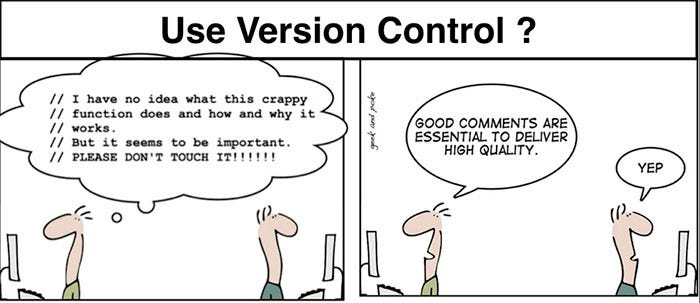 Use Version Control ?
// I have no idea what this crappy
// function does and how and why it
// works.
// But it seems to be important.
// PLEASE DON'T TOUCH IT!!!!!!
geek and poke
GOOD COMMENTS ARE
ESSENTIAL TO DELIVER
HIGH QUALITY.
YEP